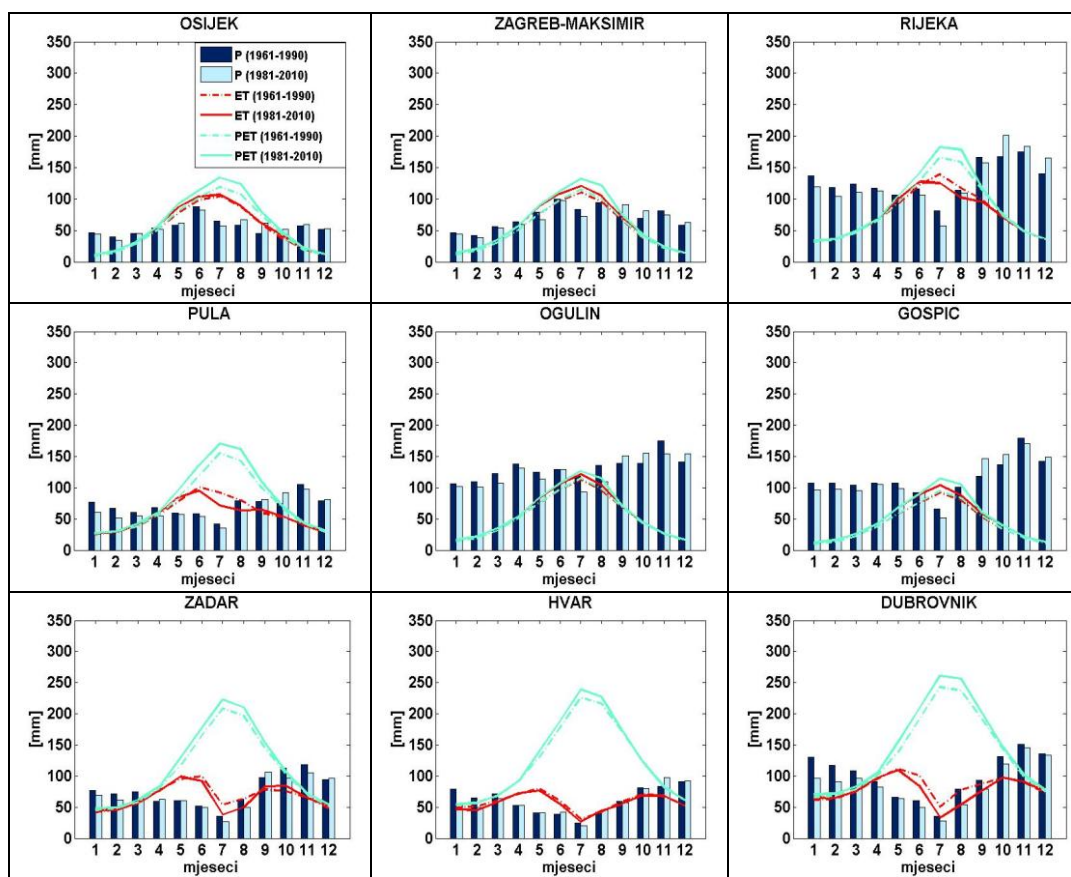 OSIJEK
350
300
250
200
150
100
50
0
[mm]
P (1961-1990)
P (1981-2010)
ET (1961-1990)
ET (1981-2010)
PET (1961-1990)
PET (1981-2010)
1 2 3 4 5 6 7 8 9 10 11 12
mjeseci
ZAGREB-MAKSIMIR
350
300
250
200
150
100
50
0
[mm]
1 2 3 4 5 6 7 8 9 10 11 12
mjeseci
RIJEKA
350
300
250
200
150
100
50
0
[mm]
1 2 3 4 5 6 7 8 9 10 11 12
mjeseci
PULA
350
300
250
200
150
100
50
0
[mm]
1 2 3 4 5 6 7 8 9 10 11 12
mjeseci
OGULIN
350
300
250
200
150
100
50
0
[mm]
1 2 3 4 5 6 7 8 9 10 11 12
mjeseci
GOSPIC
350
300
250
200
150
100
50
0
[mm]
1 2 3 4 5 6 7 8 9 10 11 12
mjeseci
ZADAR
350
300
250
200
150
100
50
0
[mm]
1 2 3 4 5 6 7 8 9 10 11 12
mjeseci
HVAR
350
300
250
200
150
100
50
0
[mm]
1 2 3 4 5 6 7 8 9 10 11 12
mjeseci
DUBROVNIK
350
300
250
200
150
100
50
0
[mm]
1 2 3 4 5 6 7 8 9 10 11 12
mjeseci